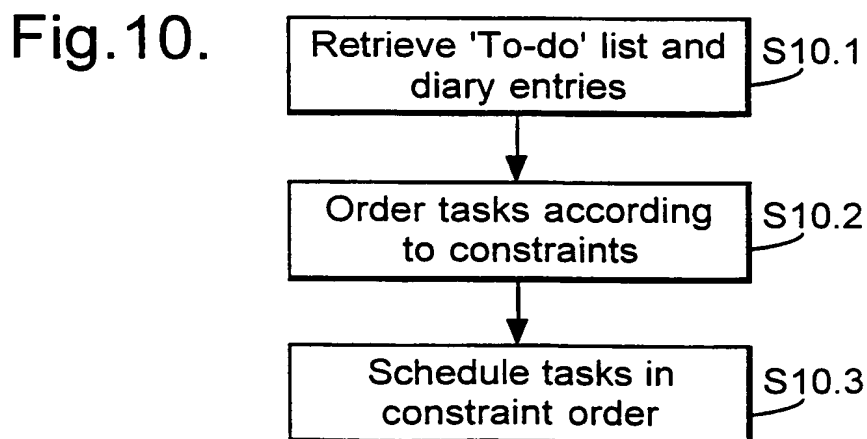 Fig.10.
Retrieve 'To-do' list and
diary entries
S10.1
Order tasks according
to constraints
S10.2
Schedule tasks in
constraint order
S10.3